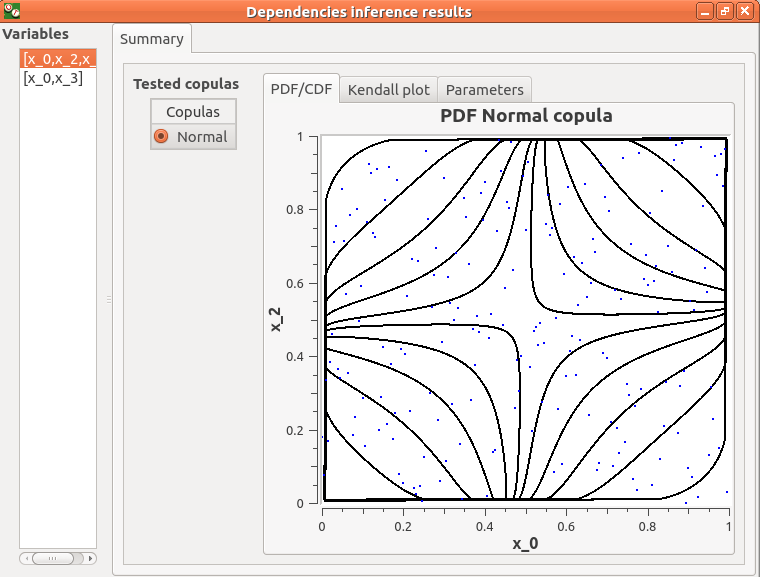 Dependencies inference results
Variables
[x_0,x_2,x_
[x_0,x_3]
Summary
Tested copulas
Copulas
Normal
PDF/CDF
Kendall plot
Parameters
PDF Normal copula
1
0.8
0.6
0.4
0.2
0
x_2
0
0.2
0.4
0.6
0.8
1
x_0